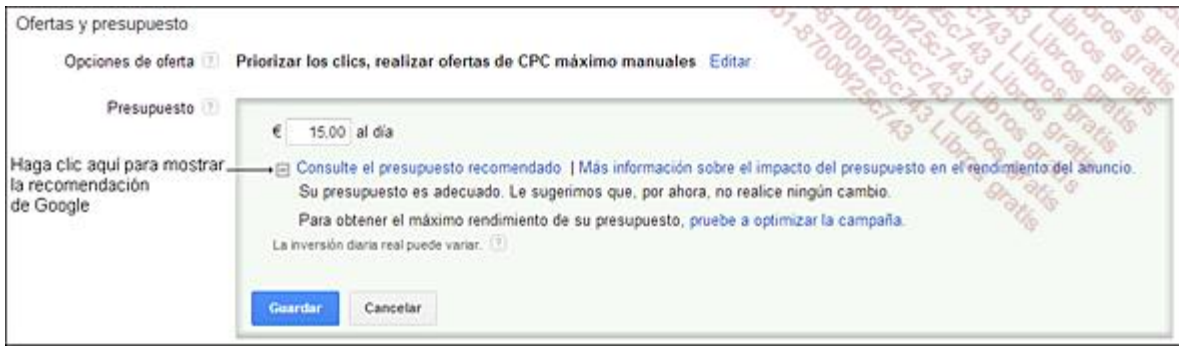 Ofertas y presupuesto
Opciones de oferta ? Priorizar los clics, realizar ofertas de CPC máximo manuales Editar
Presupuesto ?
€ 15,00 al día
Haga clic aquí para mostrar
la recomendación
de Google
Consulte el presupuesto recomendado | Más información sobre el impacto del presupuesto en el rendimiento del anuncio.
Su presupuesto es adecuado. Le sugerimos que, por ahora, no realice ningún cambio.
Para obtener el máximo rendimiento de su presupuesto, pruebe a optimizar la campaña.
La inversión diaria real puede variar. ?
Guardar Cancelar
Libros gratis